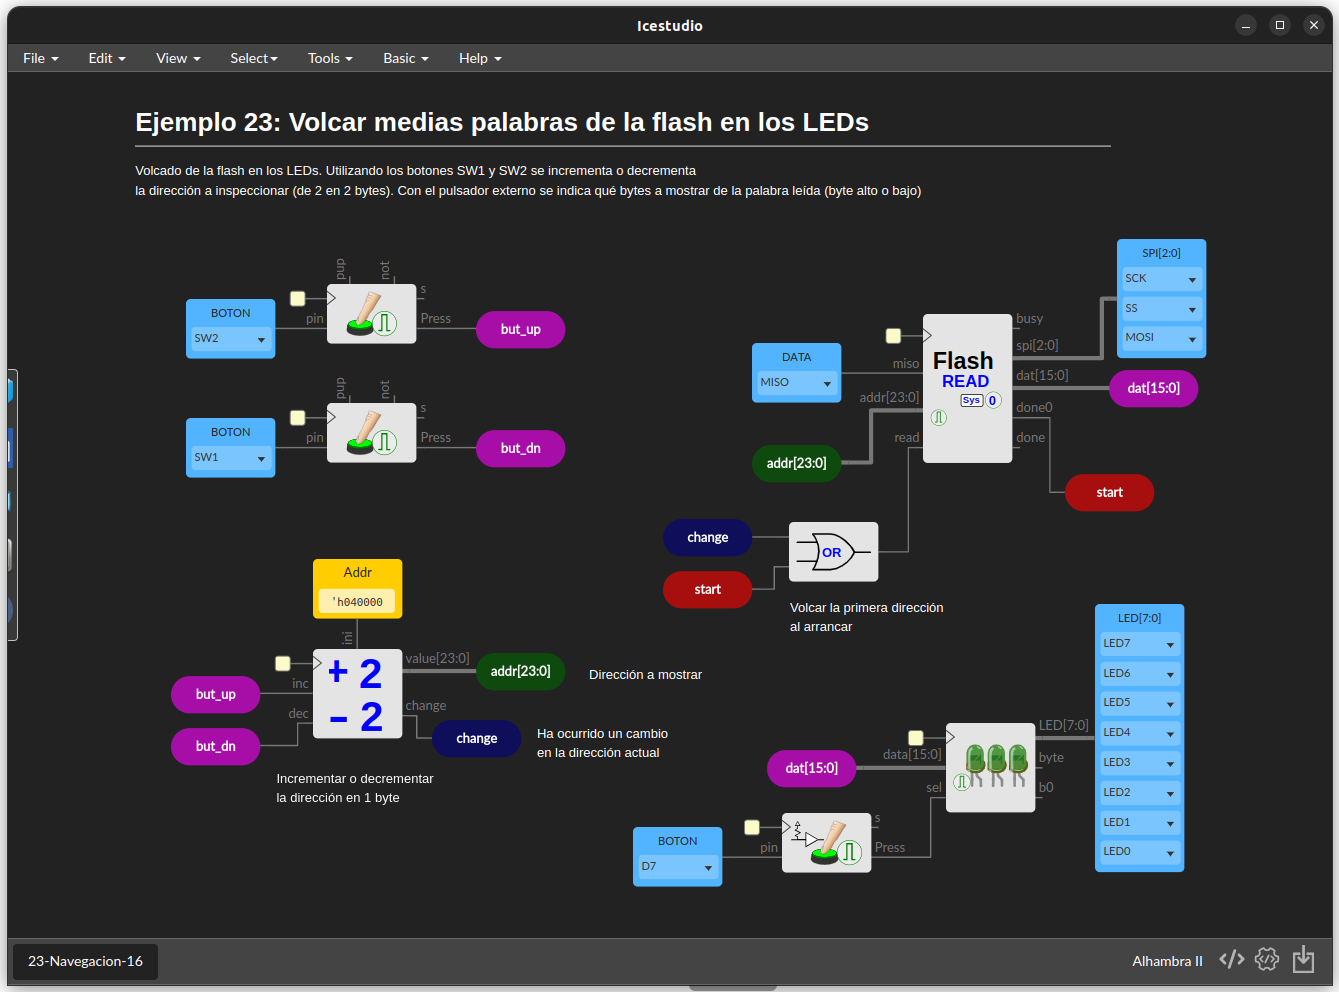 Icestudio
File Edit View Select Tools Basic Help
Ejemplo 23: Volcar medias palabras de la flash en los LEDs
Volcado de la flash en los LEDs. Utilizando los botones SW1 y SW2 se incrementa o decrementa
la dirección a inspeccionar (de 2 en 2 bytes). Con el pulsador externo se indica qué bytes a mostrar de la palabra leída (byte alto o bajo)
BOTON
SW2
pup
not
pin
s
Press
but_up
BOTON
SW1
pup
not
pin
s
Press
but_dn
DATA
MISO
miso
addr[23:0]
addr[23:0]
read
Flash
READ
Sys 0
busy
spi[2:0]
dat[15:0]
done0
done
SPI[2:0]
SCK
SS
MOSI
dat[15:0]
start
change
start
OR
Volcar la primera dirección
al arrancar
Addr
'h040000
ini
but_up
inc
but_dn
dec
+ 2
- 2
value[23:0]
change
addr[23:0]
Dirección a mostrar
change
Ha ocurrido un cambio
en la dirección actual
Incrementar o decrementar
la dirección en 1 byte
dat[15:0]
data[15:0]
sel
LED[7:0]
byte
b0
BOTON
D7
pin
s
Press
LED[7:0]
LED7
LED6
LED5
LED4
LED3
LED2
LED1
LED0
23-Navegacion-16
Alhambra II